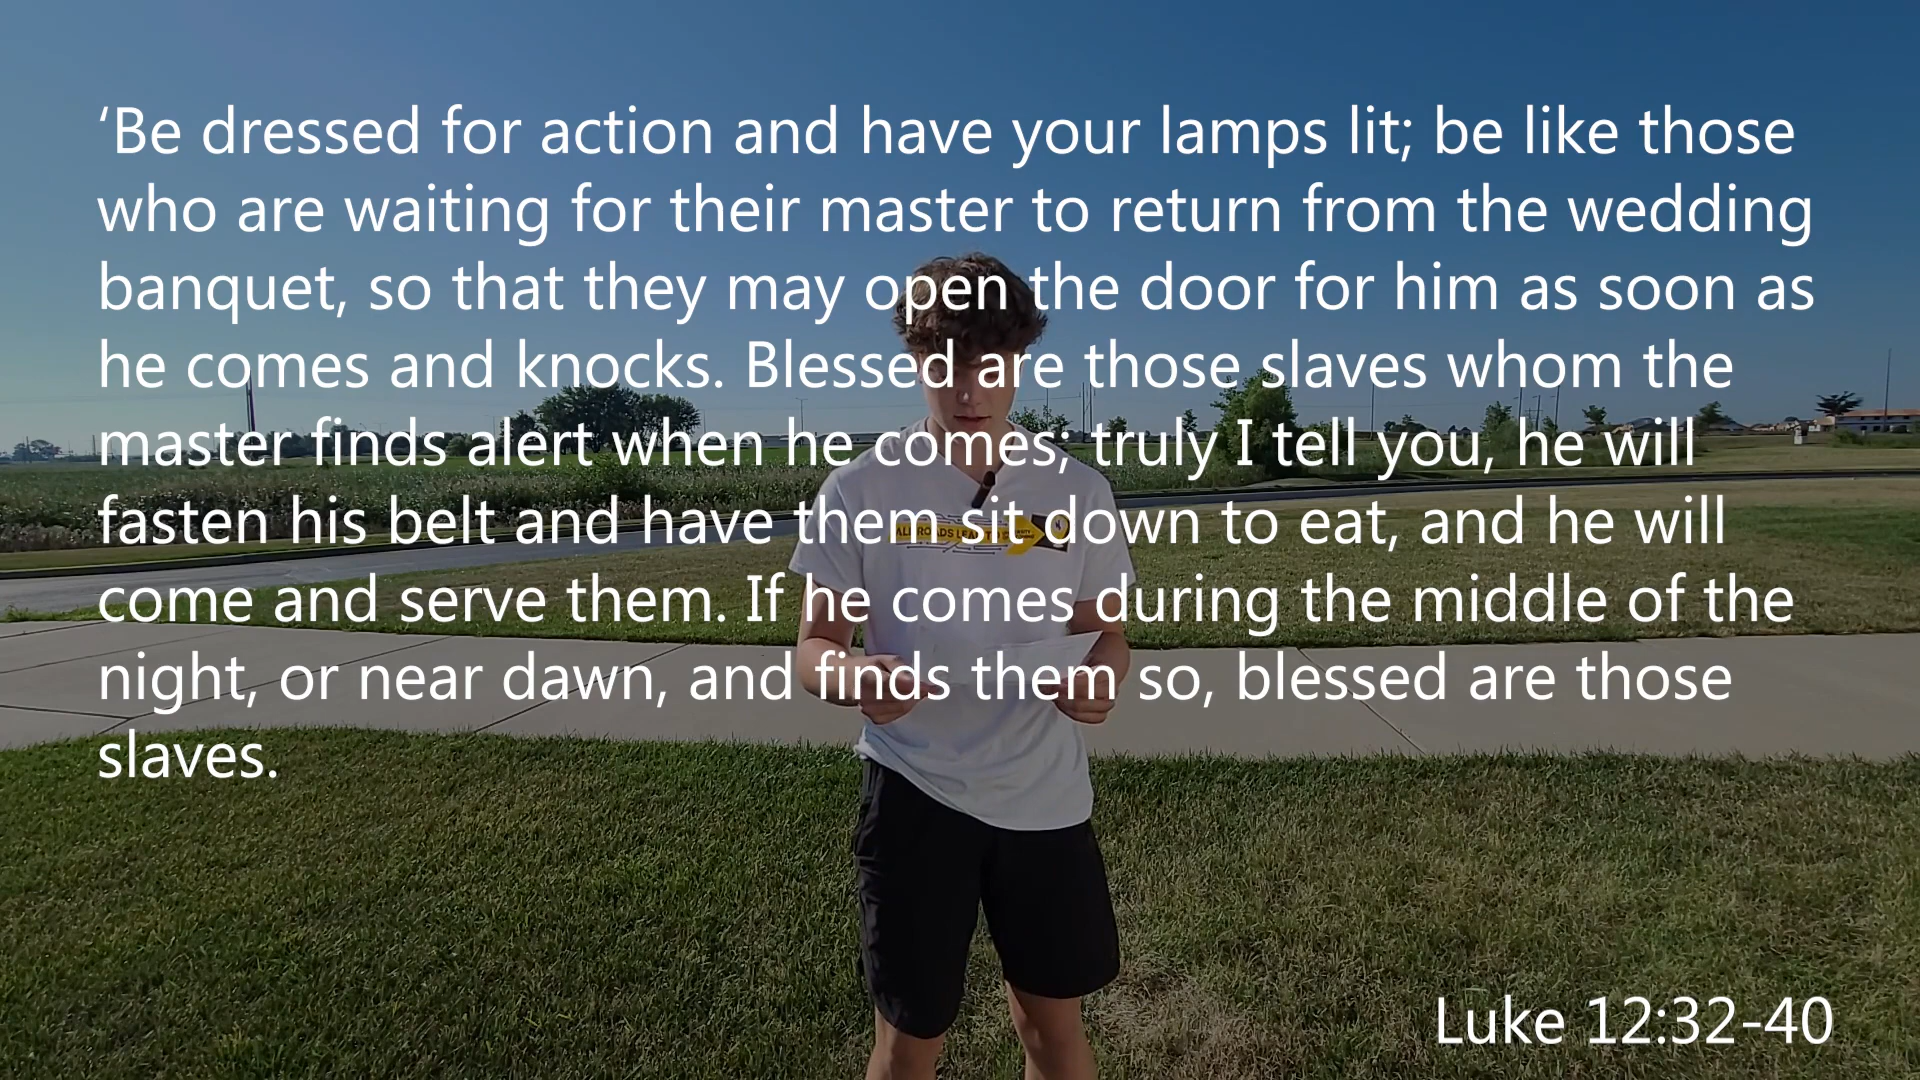 ‘Be dressed for action and have your lamps lit; be like those
who are waiting for their master to return from the wedding
banquet, so that they may open the door for him as soon as
he comes and knocks. Blessed are those slaves whom the
master finds alert when he comes; truly I tell you, he will
fasten his belt and have them sit down to eat, and he will
come and serve them. If he comes during the middle of the
night, or near dawn, and finds them so, blessed are those
slaves.
ALL ROADS LEAD TO
Luke 12:32-40